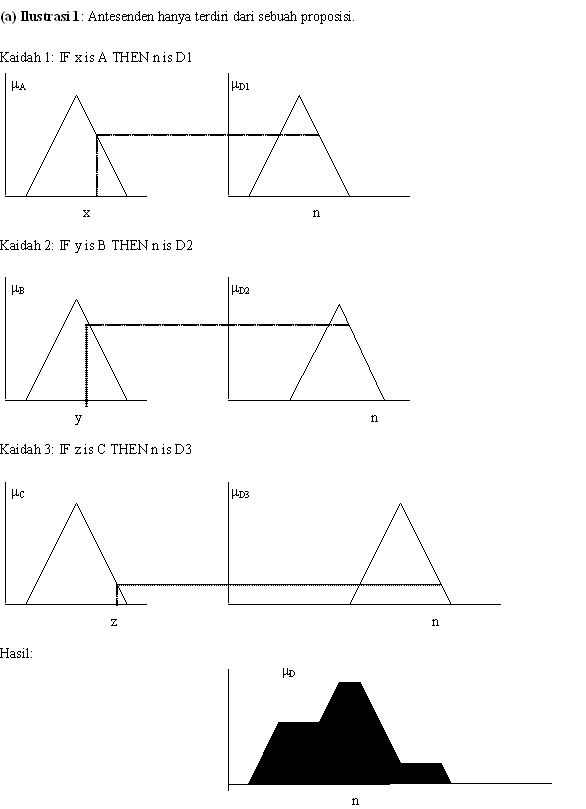 (a) Ilustrasi 1: Antesenden hanya terdiri dari sebuah proposisi.
Kaidah 1: IF x is A THEN n is D1
μA
μD1
x
n
Kaidah 2: IF y is B THEN n is D2
μB
μD2
y
n
Kaidah 3: IF z is C THEN n is D3
μC
μD3
z
n
Hasil:
μD
n